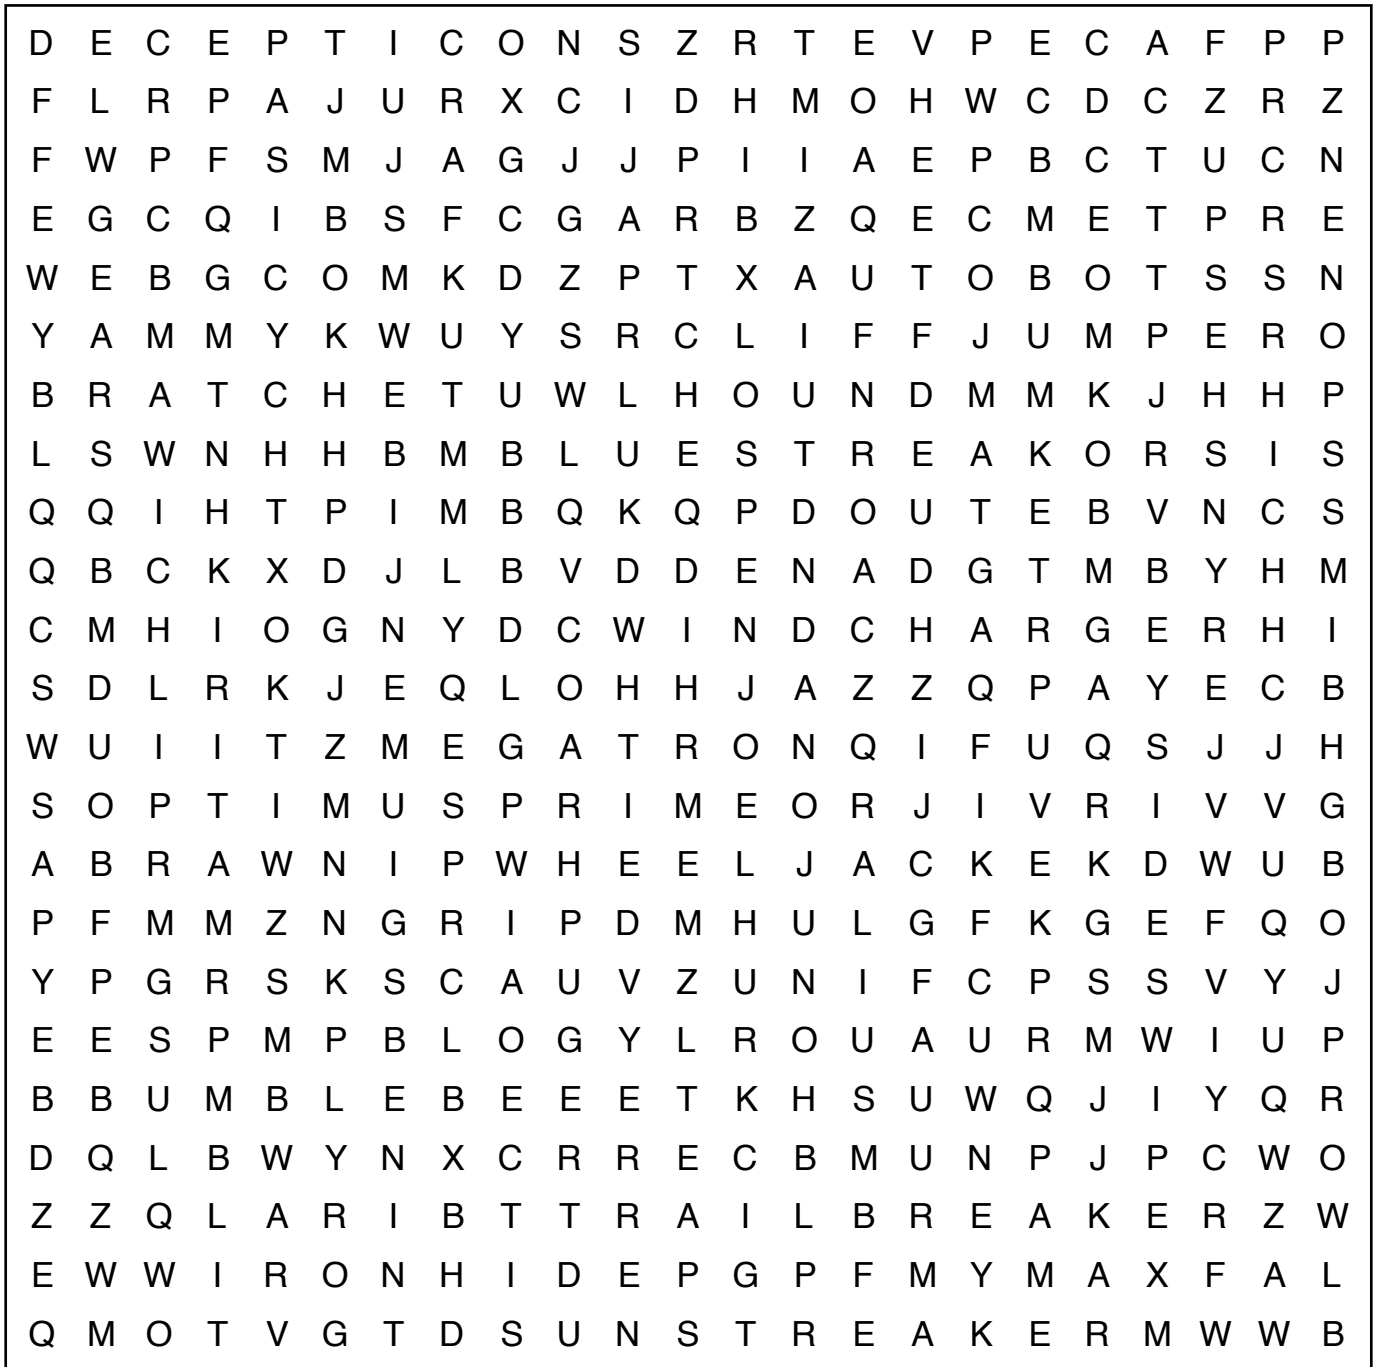 D E C E P T I C O N S Z R T E V P E C A F P P
F L R P A J U R X C I D H M O H W C D C Z R Z
F W P F S M J A G J J P I I A E P B C T U C N
E G C Q I B S F C G A R B Z Q E C M E T P R E
W E B G C O M K D Z P T X A U T O B O T S S N
Y A M M Y K W U Y S R C L I F F J U M P E R O
B R A T C H E T U W L H O U N D M M K J H H P
L S W N H H B M B L U E S T R E A K O R S I S
Q Q I H T P I M B Q K Q P D O U T E B V N C S
Q B C K X D J L B V D D E N A D G T M B Y H M
C M H I O G N Y D C W I N D C H A R G E R H I
S D L R K J E Q L O H H J A Z Z Q P A Y E C B
W U I I T Z M E G A T R O N Q I F U Q S J J H
S O P T I M U S P R I M E O R J I V R I V V G
A B R A W N I P W H E E L J A C K E K D W U B
P F M M Z N G R I P D M H U L G F K G E F Q O
Y P G R S K S C A U V Z U N I F C P S S V Y J
E E S P M P B L O G Y L R O U A U R M W I U P
B B U M B L E B E E E T K H S U W Q J I Y Q R
D Q L B W Y N X C R R E C B M U N P J P C W O
Z Z Q L A R I B T T R A I L B R E A K E R Z W
E W W I R O N H I D E P G P F M Y M A X F A L
Q M O T V G T D S U N S T R E A K E R M W W B